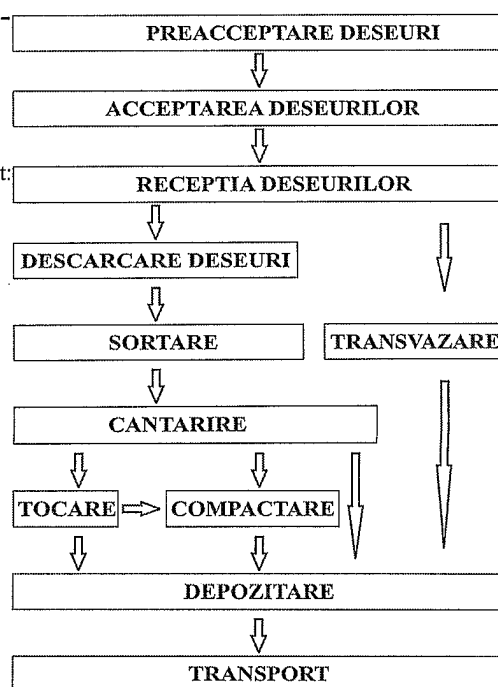 PREACCEPTARE DESEURI
ACCEPTAREA DESEURILOR
t:
RECEPTIA DESEURILOR
DESCARCARE DESEURI
SORTARE
TRANSVAZARE
CANTARIRE
TOCARE
COMPACTARE
DEPOZITARE
TRANSPORT